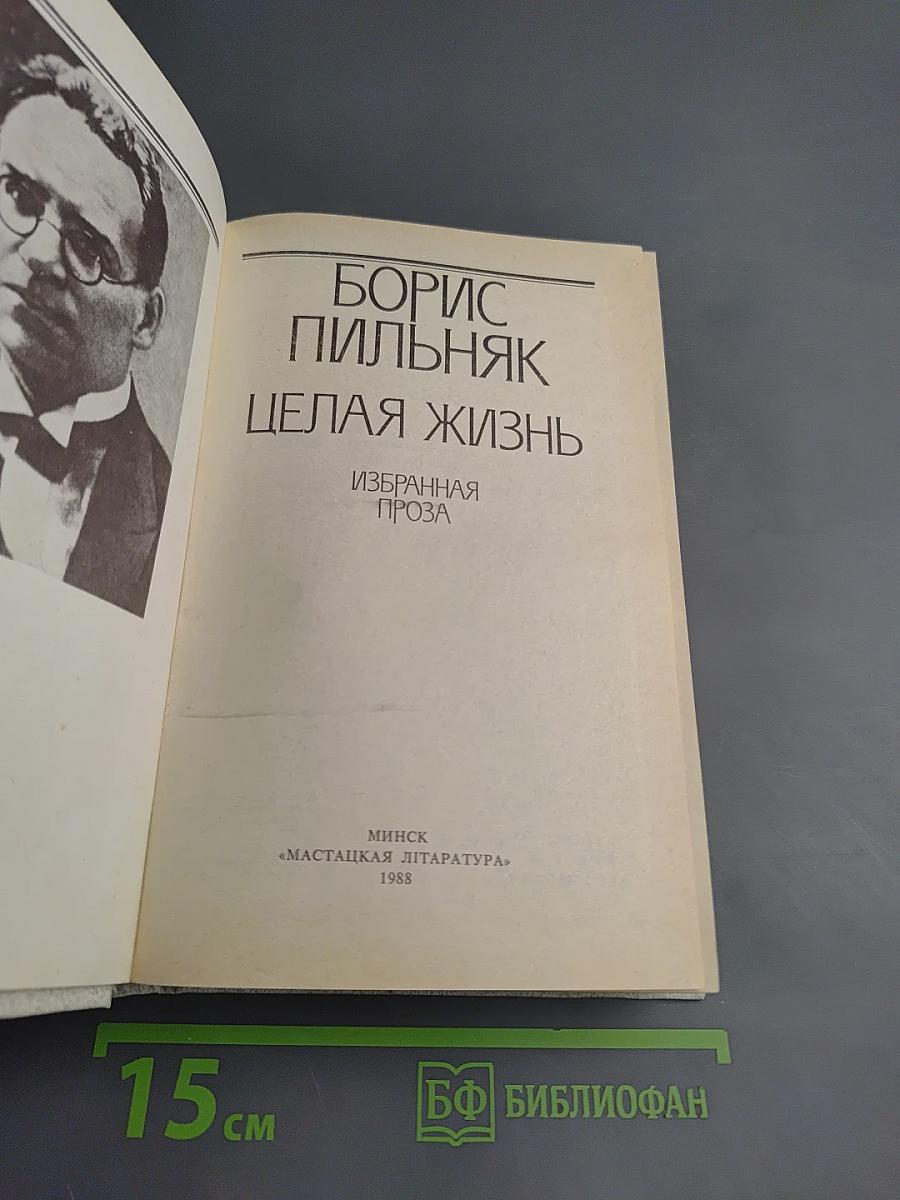 БОРИС
ПИЛЬНЯК
ЦЕЛАЯ ЖИЗНЬ
ИЗБРАННАЯ
ПРОЗА
МИНСК
«МАСТАЦКАЯ ЛІТАРАТУРА»
1988
15 см
БФ БИБЛИОФАН